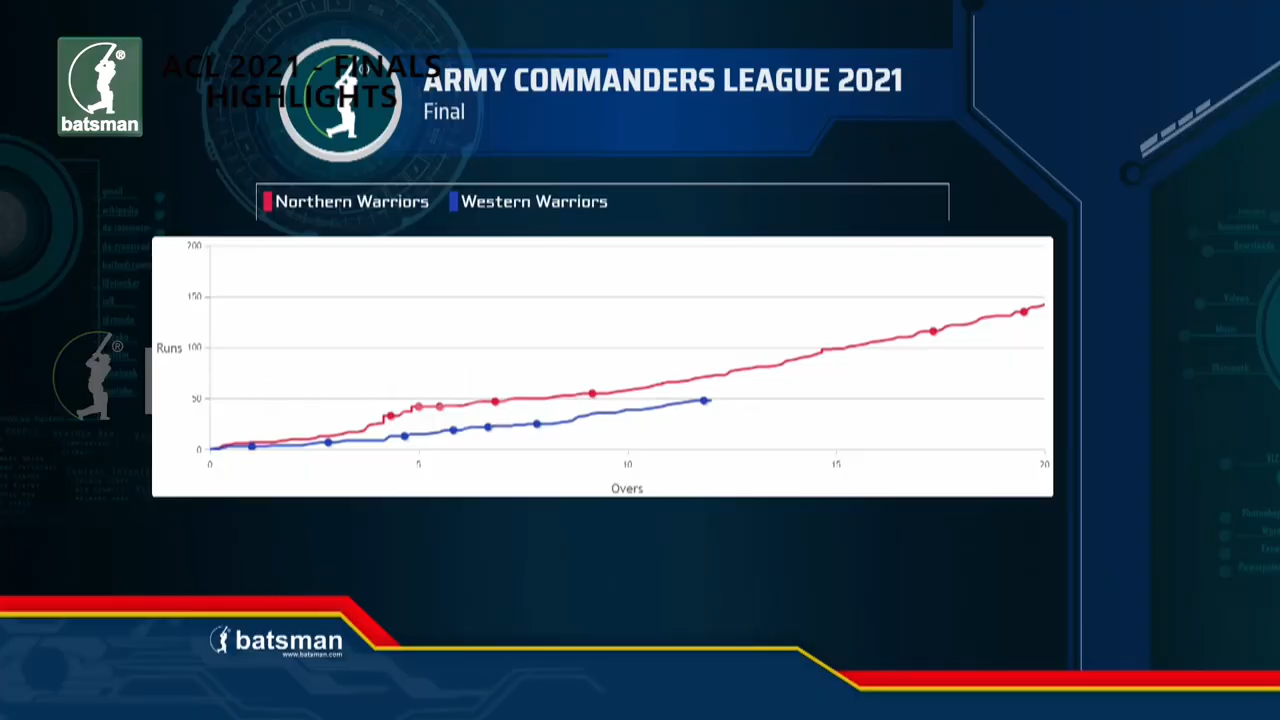 batsman
ACL 2021 - FINALS
HIGHLIGHTS
ARMY COMMANDERS LEAGUE 2021
Final
Northern Warriors
Western Warriors
200
150
Runs 100
50
0
0 5 10 15 20
Overs
batsman
www.batsman.com